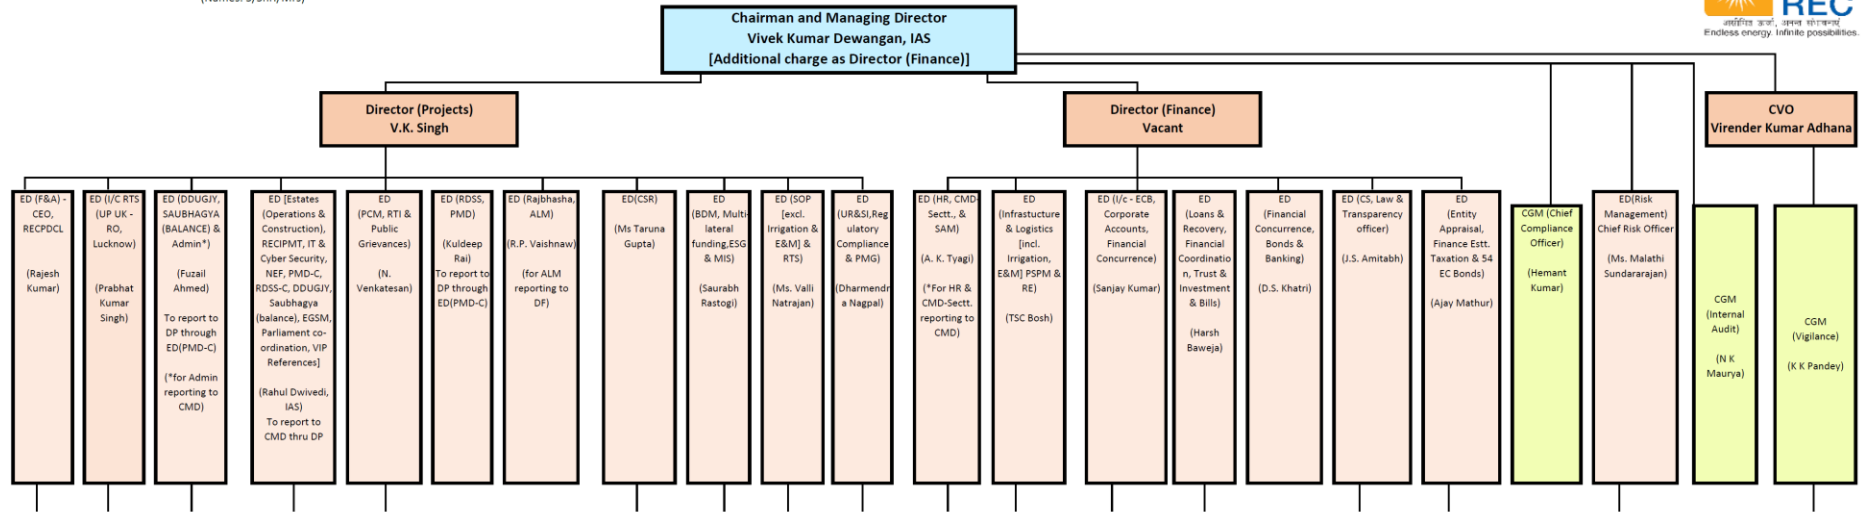 REC
Endless energy. Infinite possibilities.
Chairman and Managing Director
Vivek Kumar Dewangan, IAS
[Additional charge as Director (Finance)]
Director (Projects)
V.K. Singh
Director (Finance)
Vacant
CVO
Virender Kumar Adhana
ED (F&A) -
CEO,
RECPDCL
(Rajesh
Kumar)
ED (I/C RTS
(UP UK -
RO,
Lucknow)
(Prabhat
Kumar
Singh)
ED (DDUGJY,
SAUBHAGYA
(BALANCE) &
Admin*)
(Fuzail
Ahmed)
To report to
DP through
ED(PMD-C)
(*for Admin
reporting to
CMD)
ED [Estates
(Operations &
Construction),
RECIPMT, IT &
Cyber Security,
NEF, PMD-C,
RDSS-C, DDUGJY,
Saubhagya
(balance), EGSM,
Parliament co-
ordination, VIP
References]
(Rahul Dwivedi,
IAS)
To report to
CMD thru DP
ED
(PCM, RTI &
Public
Grievances)
(N.
Venkatesan)
ED (RDSS,
PMD)
(Kuldeep
Rai)
To report to
DP through
ED(PMD-C)
ED (Rajbhasha,
ALM)
(R.P. Vaishnaw)
(for ALM
reporting to
DF)
ED(CSR)
(Ms Taruna
Gupta)
ED
(BDM, Multi-
lateral
funding,ESG
& MIS)
(Saurabh
Rastogi)
ED (SOP
[excl.
Irrigation &
E&M] &
RTS)
(Ms. Valli
Natrajan)
ED
(UR&SI,Reg
ulatory
Compliance
& PMG)
(Dharmendr
a Nagpal)
ED (HR, CMD-
Sectt., &
SAM)
(A. K. Tyagi)
(*For HR &
CMD-Sectt.
reporting to
CMD)
ED
(Infrastucture
& Logistics
[incl.
Irrigation,
E&M] PSPM &
RE)
(TSC Bosh)
ED (I/c - ECB,
Corporate
Accounts,
Financial
Concurrence)
(Sanjay Kumar)
ED
(Loans &
Recovery,
Financial
Coordinatio
n, Trust &
Investment
& Bills)
(Harsh
Baweja)
ED
(Financial
Concurrence,
Bonds &
Banking)
(D.S. Khatri)
ED (CS, Law &
Transparency
officer)
(J.S. Amitabh)
ED
(Entity
Appraisal,
Finance Estt.
Taxation & 54
EC Bonds)
(Ajay Mathur)
CGM (Chief
Compliance
Officer)
(Hemant
Kumar)
ED(Risk
Management)
Chief Risk Officer
(Ms. Malathi
Sundararajan)
CGM
(Internal
Audit)
(N K
Maurya)
CGM
(Vigilance)
(K K Pandey)